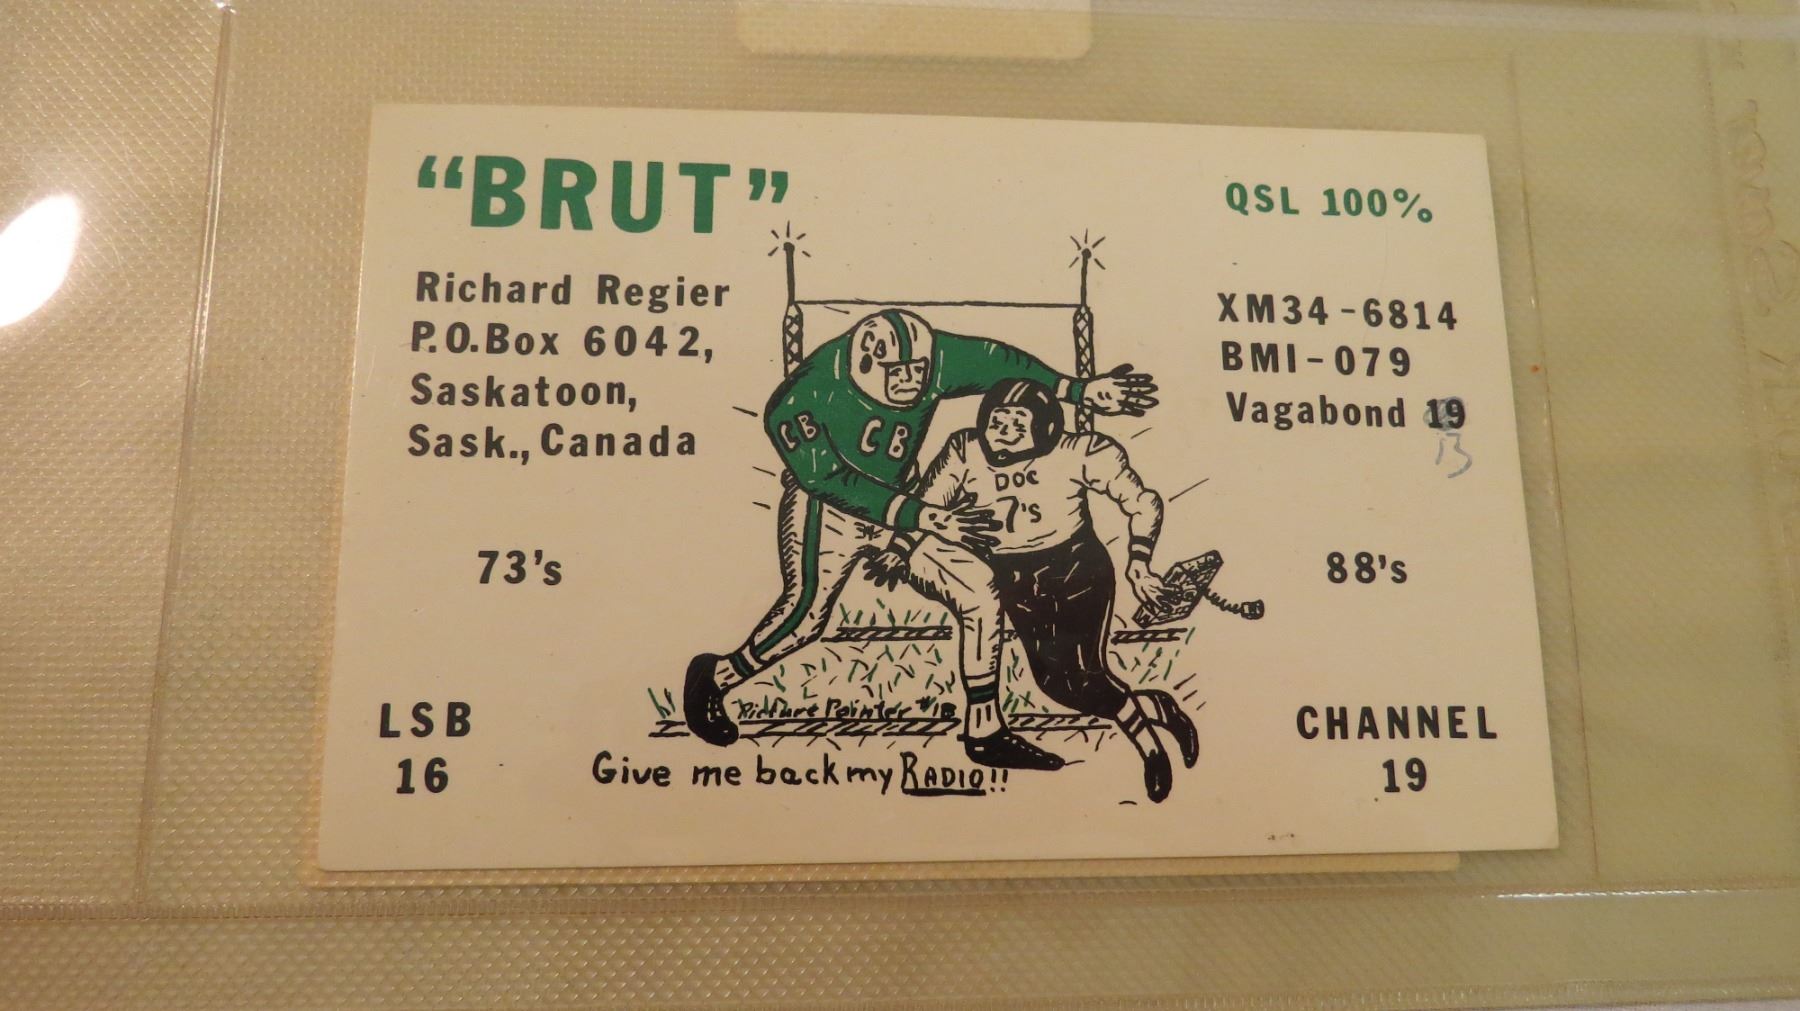 “BRUT”
QSL 100%
Richard Regier
P.O.Box 6042,
Saskatoon,
Sask., Canada
XM34-6814
BMI-079
Vagabond 19
13
CB
CB
CB
DOC
7's
73's
88's
LSB
16
CHANNEL
19
Give me back my RADIO!!